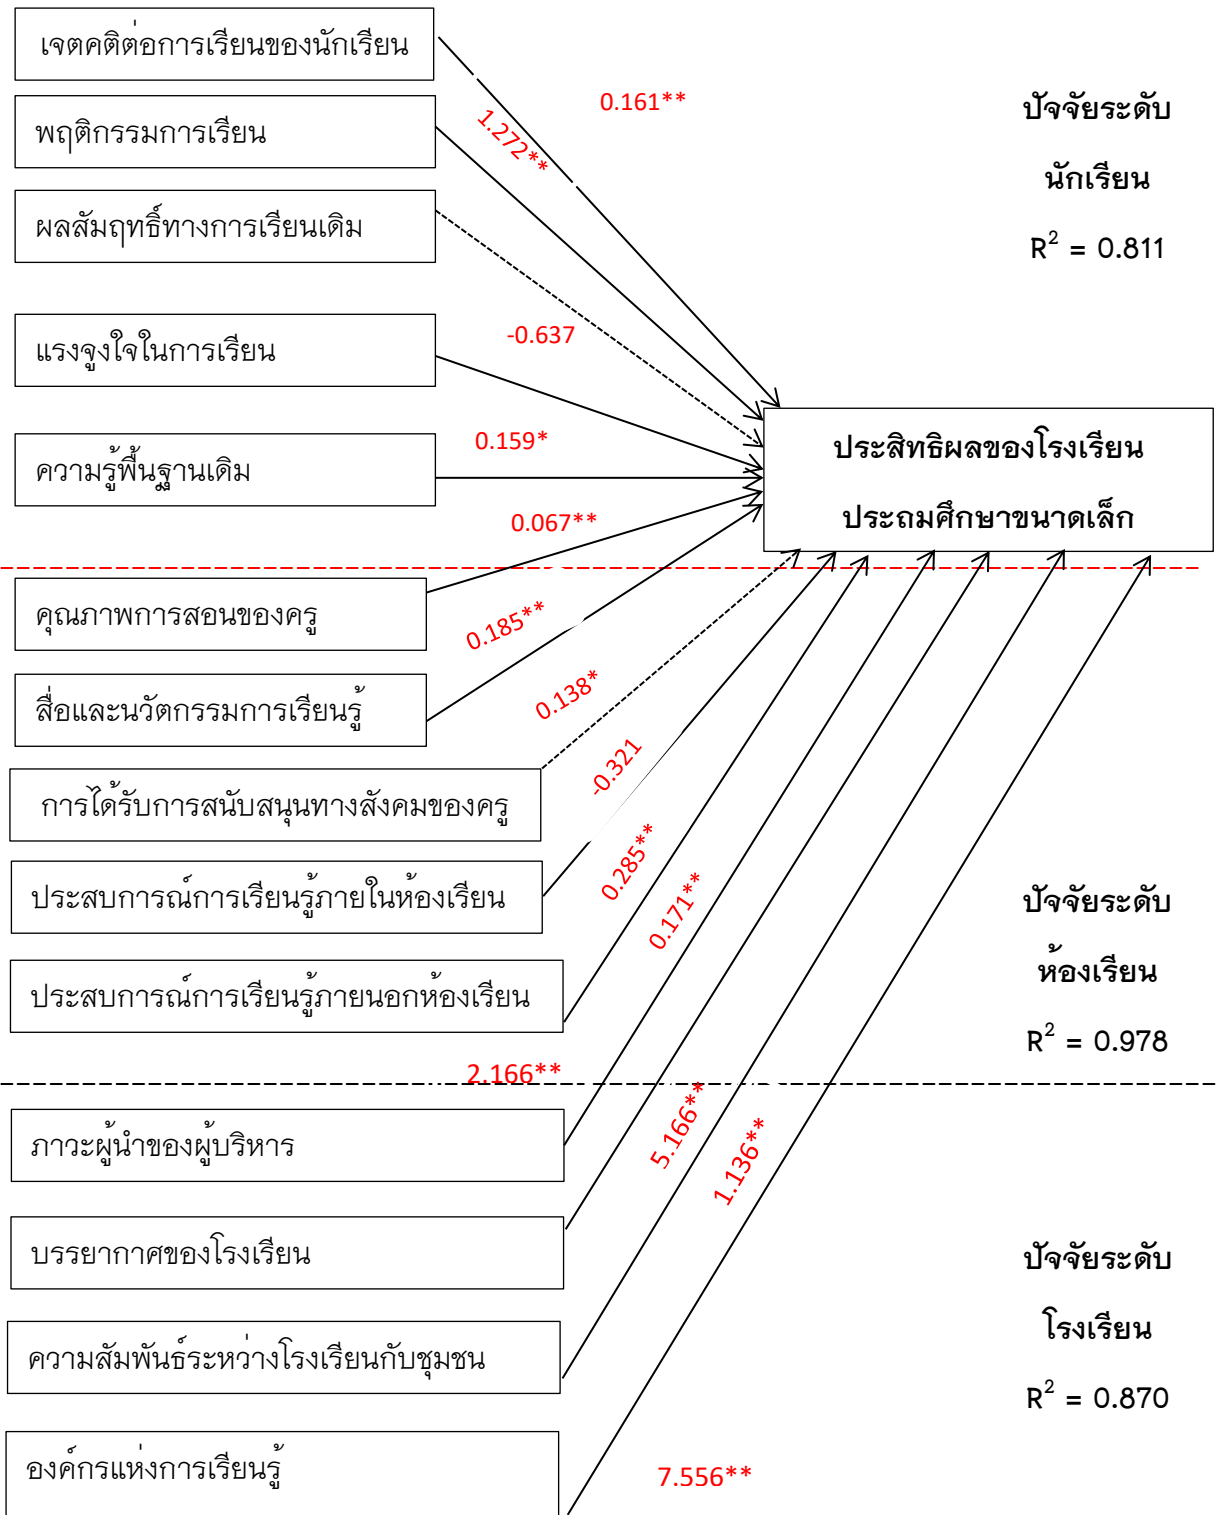 เจตคติต่อการเรียนของนักเรียน
0.161**
ปัจจัยระดับ
นักเรียน
R² = 0.811
พฤติกรรมการเรียน
1.272**
ผลสัมฤทธิ์ทางการเรียนเดิม
-0.637
แรงจูงใจในการเรียน
0.159*
ความรู้พื้นฐานเดิม
ประสิทธิผลของโรงเรียน
ประถมศึกษาขนาดเล็ก
0.067**
คุณภาพการสอนของครู
0.185**
สื่อและนวัตกรรมการเรียนรู้
0.138*
การได้รับการสนับสนุนทางสังคมของครู
-0.321
ประสบการณ์การเรียนรู้ภายในห้องเรียน
0.285**
0.171**
ปัจจัยระดับ
ห้องเรียน
R² = 0.978
ประสบการณ์การเรียนรู้ภายนอกห้องเรียน
2.166**
ภาวะผู้นำของผู้บริหาร
5.166**
1.136**
บรรยากาศของโรงเรียน
ปัจจัยระดับ
โรงเรียน
R² = 0.870
ความสัมพันธ์ระหว่างโรงเรียนกับชุมชน
องค์กรแห่งการเรียนรู้
7.556**